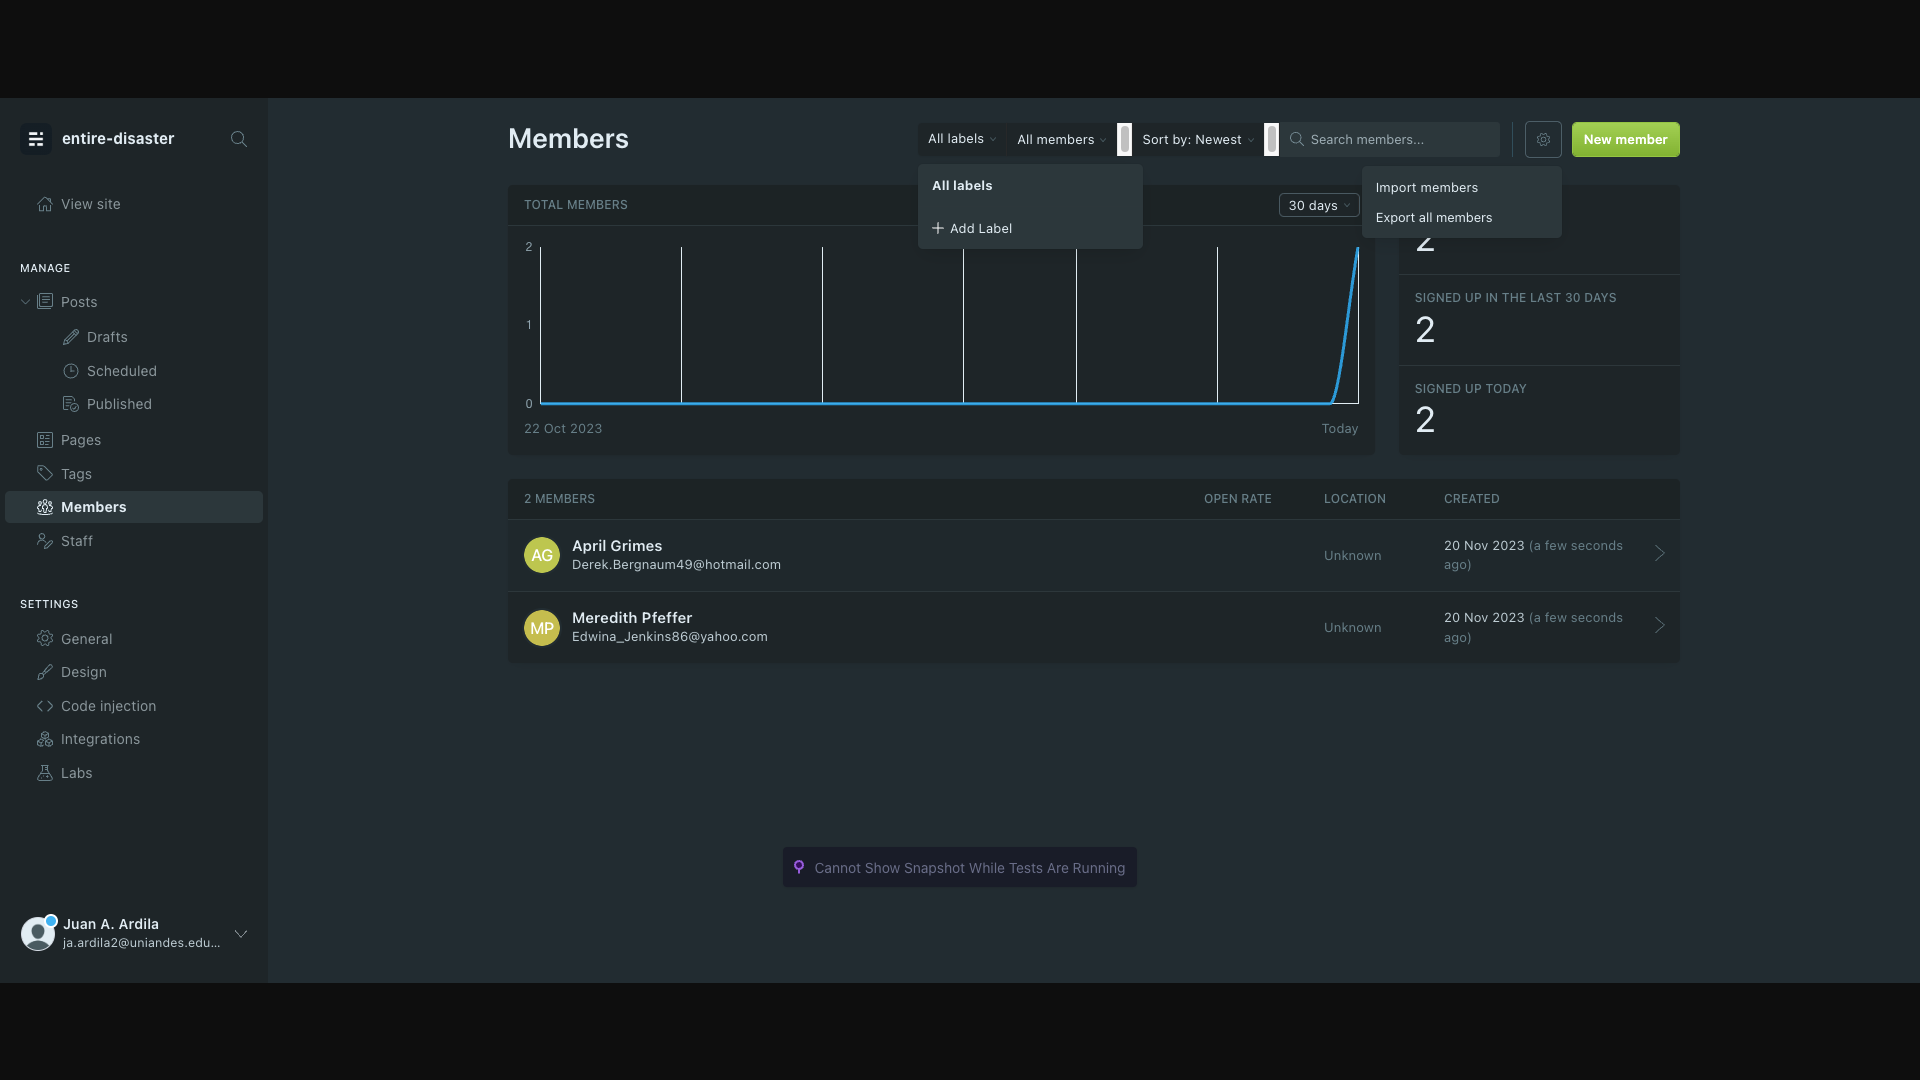 entire-disaster
View site
MANAGE
Posts
Drafts
Scheduled
Published
Pages
Tags
Members
Staff
SETTINGS
General
Design
Code injection
Integrations
Labs
Juan A. Ardila
ja.ardila2@uniandes.edu...
Members
All labels
All members
Sort by: Newest
Search members...
New member
All labels
Add Label
Import members
Export all members
TOTAL MEMBERS
30 days
2
1
0
22 Oct 2023
Today
2
SIGNED UP IN THE LAST 30 DAYS
2
SIGNED UP TODAY
2
2 MEMBERS OPEN RATE LOCATION CREATED
AG
April Grimes
Derek.Bergnaum49@hotmail.com
Unknown
20 Nov 2023 (a few seconds
ago)
MP
Meredith Pfeffer
Edwina_Jenkins86@yahoo.com
Unknown
20 Nov 2023 (a few seconds
ago)
Cannot Show Snapshot While Tests Are Running